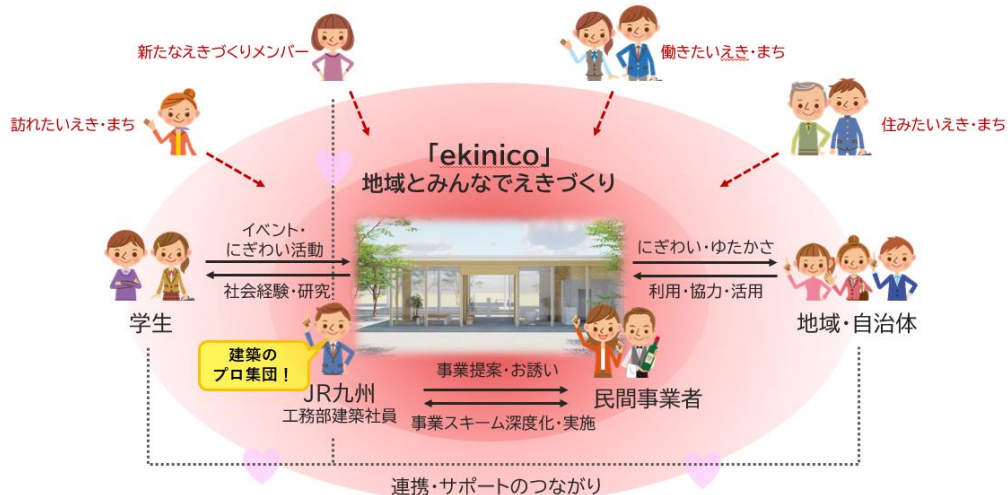 新たなえきづくりメンバー
働きたいえき・まち
訪れたいえき・まち
住みたいえき・まち
「ekinico」
地域とみんなでえきづくり
イベント・
にぎわい活動
社会経験・研究
にぎわい・ゆたかさ
利用・協力・活用
学生
地域・自治体
建築の
プロ集団！
JR九州
工務部建築社員
事業提案・お誘い
事業スキーム深度化・実施
民間事業者
連携・サポートのつながり